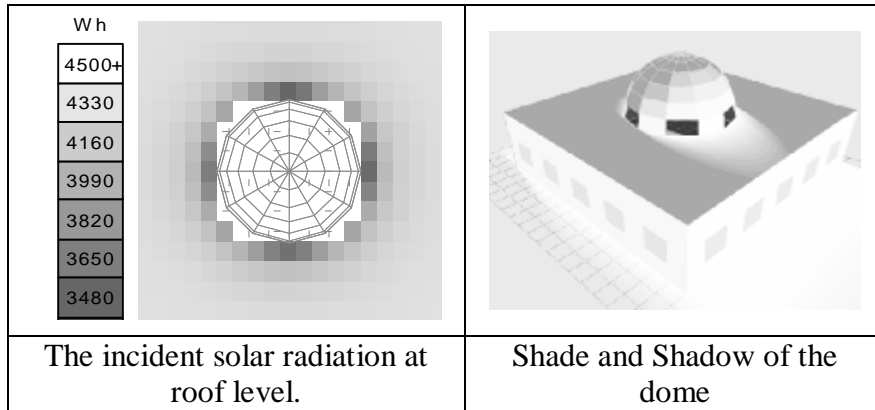 Wh
4500+
4330
4160
3990
3820
3650
3480
The incident solar radiation at
roof level.
Shade and Shadow of the
dome